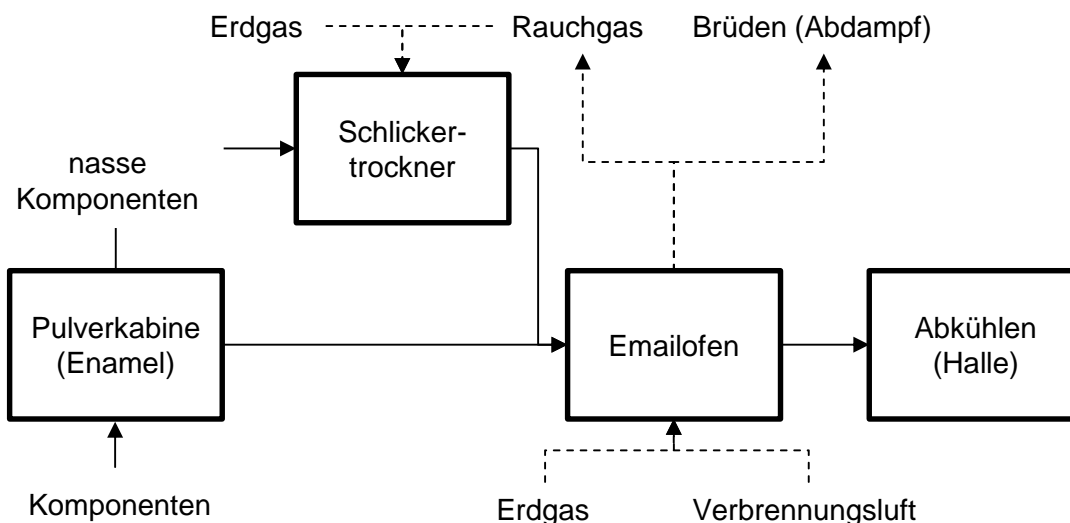 Erdgas
Rauchgas
Brüden (Abdampf)
Schlicker-
trockner
nasse
Komponenten
Pulverkabine
(Enamel)
Emailofen
Abkühlen
(Halle)
Komponenten
Erdgas
Verbrennungsluft